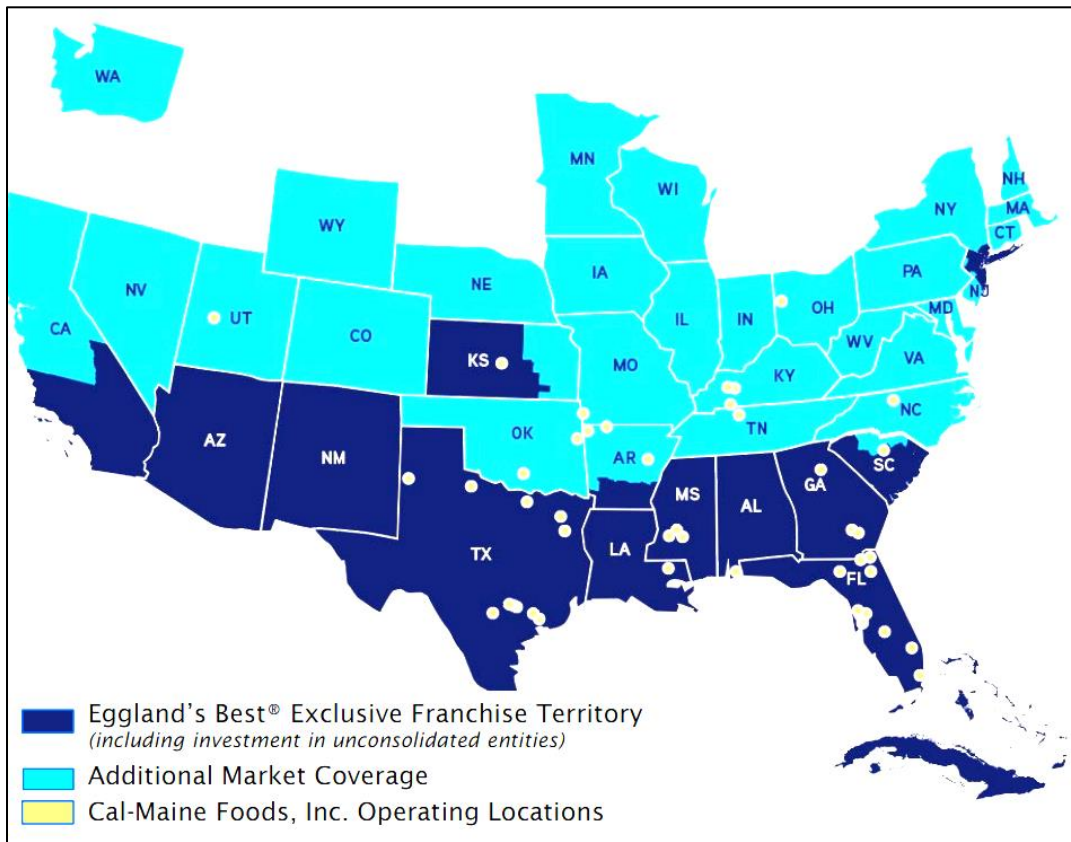 WA
MN
WI
NH
MA
NY
CT
WY
IA
NE
PA
NJ
NV
UT
OH
MD
IL
IN
CA
CO
WV
KS
MO
VA
KY
NC
TN
OK
AZ
NM
AR
SC
GA
MS
AL
TX
LA
FL
Eggland's Best® Exclusive Franchise Territory
(including investment in unconsolidated entities)
Additional Market Coverage
Cal-Maine Foods, Inc. Operating Locations